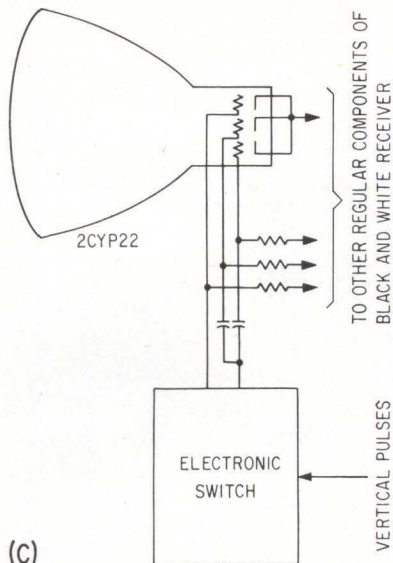 2CYP22
TO OTHER REGULAR COMPONENTS OF
BLACK AND WHITE RECEIVER
ELECTRONIC
SWITCH
VERTICAL PULSES
(C)